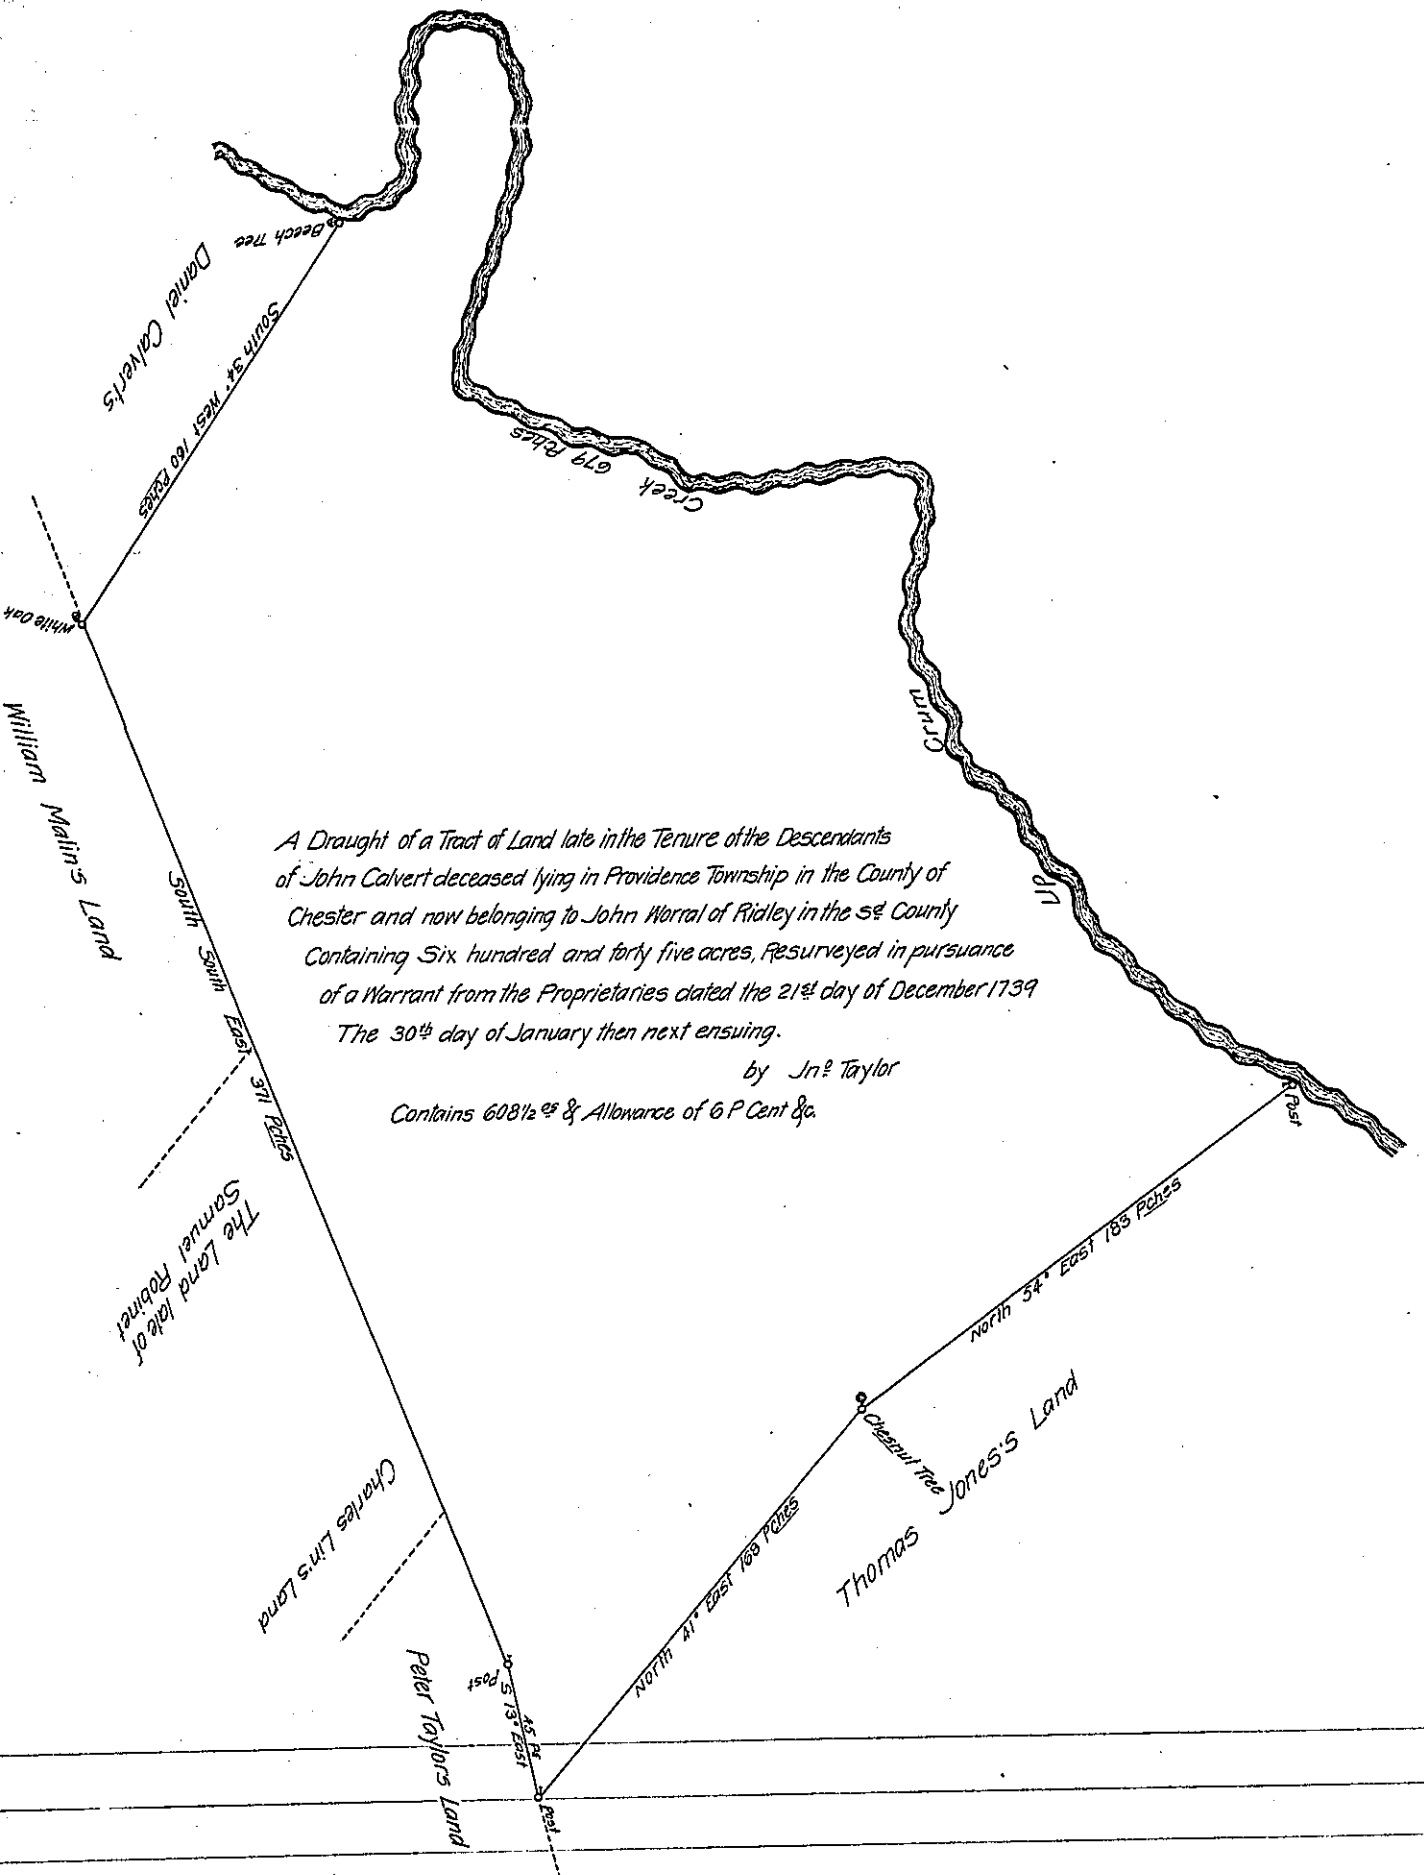 Beech Tree
Daniel Calvert's
South 34° West 160 Pches
679 Pches
Creek
Crum
Up
White Oak
William Malin's Land
South South East 371 Pches
A Draught of a Tract of Land late in the Tenure of the Descendants
of John Calvert deceased lying in Providence Township in the County of
Chester and now belonging to John Worral of Ridley in the sd County
Containing Six hundred and forty five acres, Resurveyed in pursuance
of a Warrant from the Proprietaries dated the 21st day of December 1739
The 30th day of January then next ensuing.
by Jno Taylor
Contains 608 1/2 as & Allowance of 6 P Cent &c.
Post
North 54° East 183 Pches
The Land late of
Samuel Robinet
Chesnut Tree
Thomas Jones's Land
North 41° East 168 Pches
Charles Lin's Land
Post
45 Ps
S 13° East
Peter Taylors Land
Post